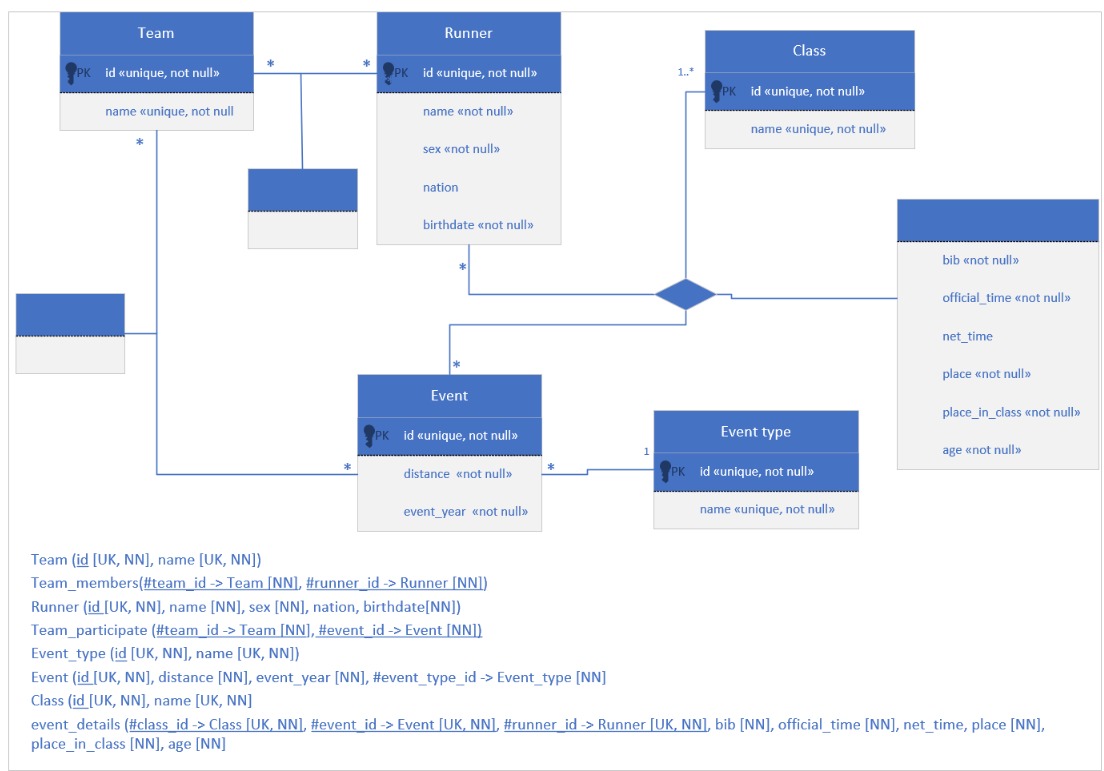 Team
PK id «unique, not null»
name «unique, not null
*
*
*
Runner
PK id «unique, not null»
name «not null»
sex «not null»
nation
birthdate «not null»
*
Class
1..*
PK id «unique, not null»
name «unique, not null»
bib «not null»
official_time «not null»
net_time
place «not null»
place_in_class «not null»
age «not null»
*
Event
PK id «unique, not null»
* distance «not null» *
event_year «not null»
Event type
1
PK id «unique, not null»
name «unique, not null»
Team (id [UK, NN], name [UK, NN])
Team_members(#team_id -> Team [NN], #runner_id -> Runner [NN])
Runner (id [UK, NN], name [NN], sex [NN], nation, birthdate[NN])
Team_participate (#team_id -> Team [NN], #event_id -> Event [NN])
Event_type (id [UK, NN], name [UK, NN])
Event (id [UK, NN], distance [NN], event_year [NN], #event_type_id -> Event_type [NN]
Class (id [UK, NN], name [UK, NN]
event_details (#class_id -> Class [UK, NN], #event_id -> Event [UK, NN], #runner_id -> Runner [UK, NN], bib [NN], official_time [NN], net_time, place [NN],
place_in_class [NN], age [NN]